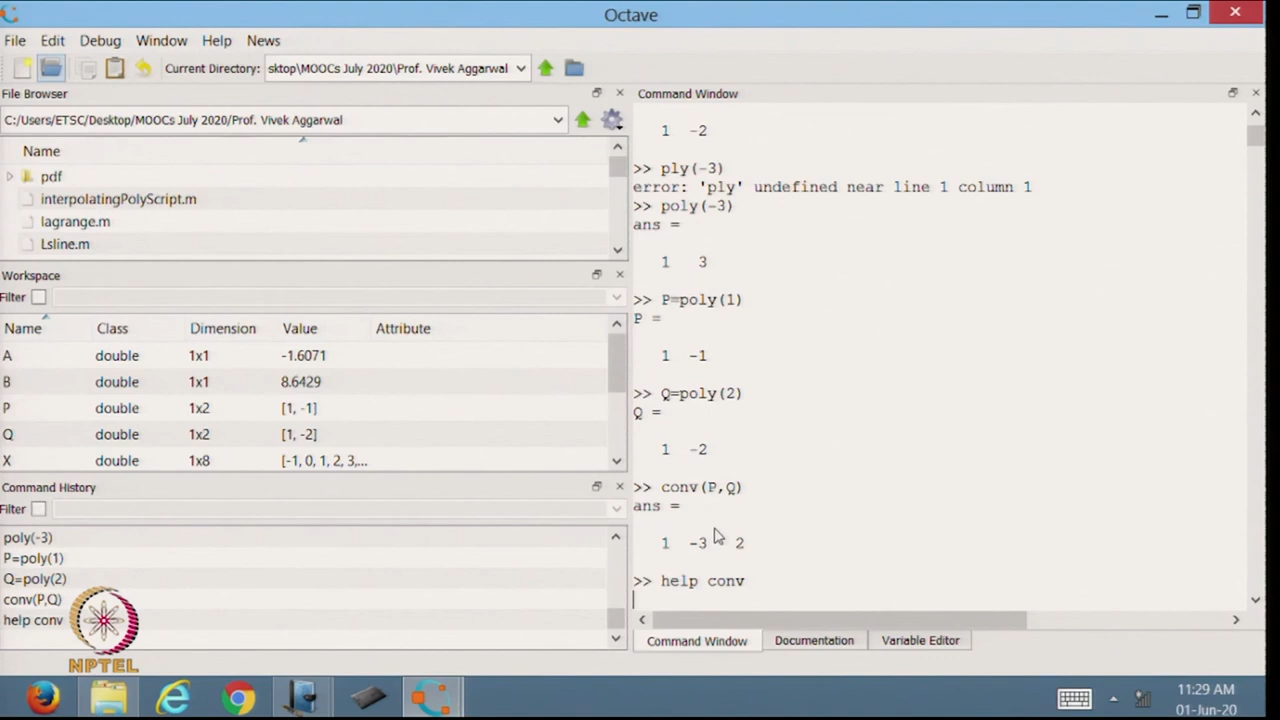 Octave
File Edit Debug Window Help News
Current Directory: sktop\MOOCs July 2020\Prof. Vivek Aggarwal
File Browser
C:/Users/ETSC/Desktop/MOOCs July 2020/Prof. Vivek Aggarwal
Name
pdf
interpolatingPolyScript.m
lagrange.m
Lsline.m
Workspace
Filter
Name Class Dimension Value Attribute
A double 1x1 -1.6071
B double 1x1 8.6429
P double 1x2 [1, -1]
Q double 1x2 [1, -2]
X double 1x8 [-1, 0, 1, 2, 3,...
Command History
Filter
poly(-3)
P=poly(1)
Q=poly(2)
conv(P,Q)
help conv
NPTEL
Command Window
1 -2
>> ply(-3)
error: 'ply' undefined near line 1 column 1
>> poly(-3)
ans =
1 3
>> P=poly(1)
P =
1 -1
>> Q=poly(2)
Q =
1 -2
>> conv(P,Q)
ans =
1 -3 2
>> help conv
Command Window Documentation Variable Editor
11:29 AM
01-Jun-20